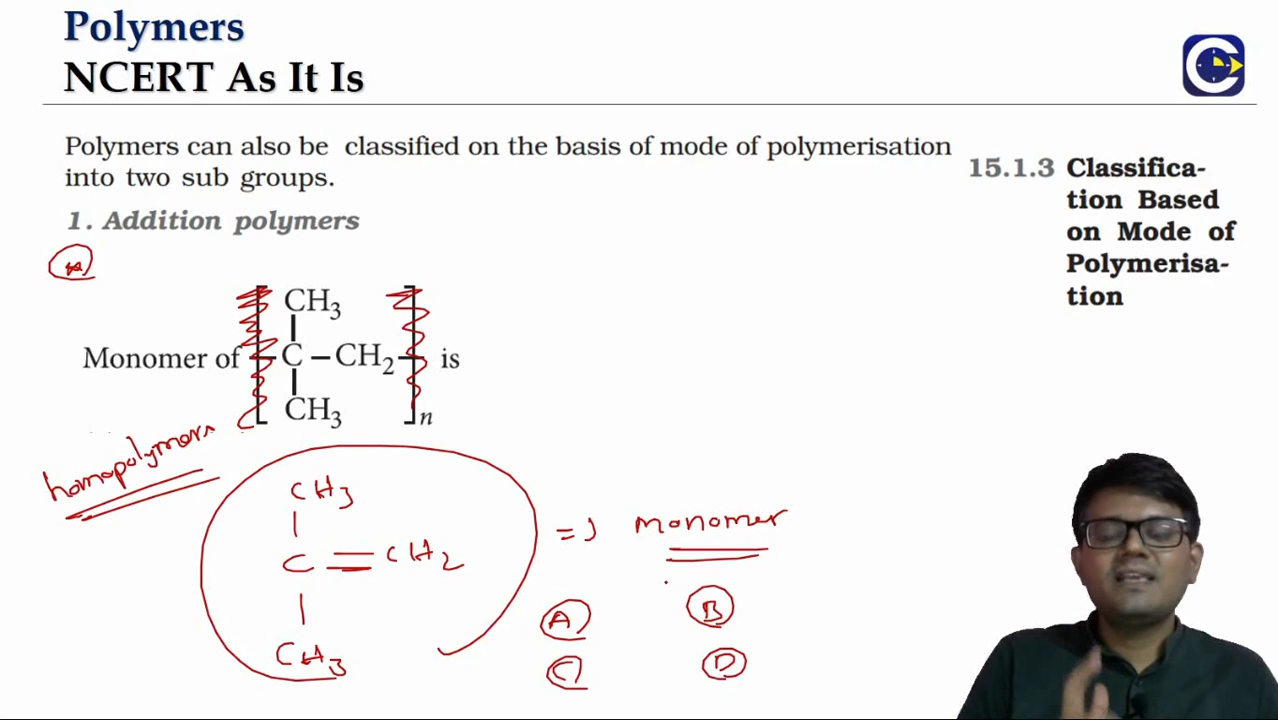 Polymers
NCERT As It Is
Polymers can also be classified on the basis of mode of polymerisation
into two sub groups.
15.1.3 Classifica-
tion Based
on Mode of
Polymerisa-
tion
1. Addition polymers
CH3
Monomer of C – CH2 is
CH3
n
homopolymers
CH3
C = CH2 => monomer
CH3
A B
C D